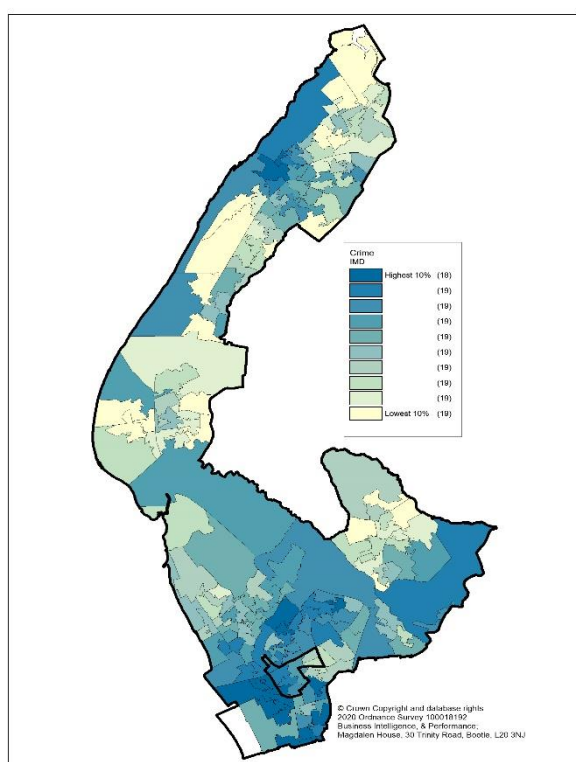 Crime
IMD
Highest 10% (18)
(19)
(19)
(19)
(19)
(19)
(19)
(19)
(19)
Lowest 10% (19)
© Crown Copyright and database rights
2020 Ordnance Survey 100018192
Business Intelligence, & Performance,
Magdalen House, 30 Trinity Road, Bootle, L20 3NJ